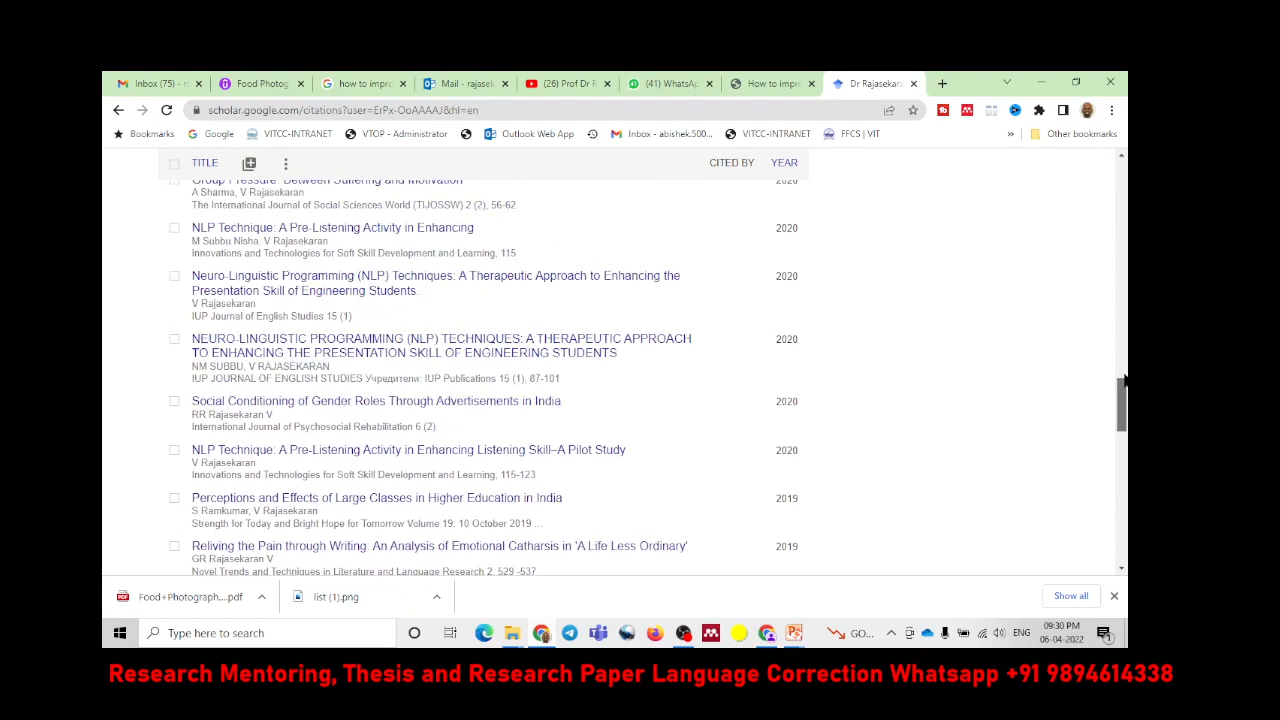 Inbox (75) - r
Food Photog
how to impro
Mail - rajasek
(26) Prof Dr R
(41) WhatsAp
How to impro
Dr Rajasekara
scholar.google.com/citations?user=ErPx-OoAAAAJ&hl=en
Bookmarks
Google
VITCC-INTRANET
VTOP - Administrator
Outlook Web App
Inbox - abishek.500...
VITCC-INTRANET
FFCS | VIT
»
Other bookmarks
TITLE
CITED BY
YEAR
Group Pressure: Between Suffering and Motivation
2020
A Sharma, V Rajasekaran
The International Journal of Social Sciences World (TIJOSSW) 2 (2), 56-62
NLP Technique: A Pre-Listening Activity in Enhancing
2020
M Subbu Nisha, V Rajasekaran
Innovations and Technologies for Soft Skill Development and Learning, 115
Neuro-Linguistic Programming (NLP) Techniques: A Therapeutic Approach to Enhancing the
2020
Presentation Skill of Engineering Students.
V Rajasekaran
IUP Journal of English Studies 15 (1)
NEURO-LINGUISTIC PROGRAMMING (NLP) TECHNIQUES: A THERAPEUTIC APPROACH
2020
TO ENHANCING THE PRESENTATION SKILL OF ENGINEERING STUDENTS
NM SUBBU, V RAJASEKARAN
IUP JOURNAL OF ENGLISH STUDIES Учредители: IUP Publications 15 (1), 87-101
Social Conditioning of Gender Roles Through Advertisements in India
2020
RR Rajasekaran V
International Journal of Psychosocial Rehabilitation 6 (2)
NLP Technique: A Pre-Listening Activity in Enhancing Listening Skill–A Pilot Study
2020
V Rajasekaran
Innovations and Technologies for Soft Skill Development and Learning, 115-123
Perceptions and Effects of Large Classes in Higher Education in India
2019
S Ramkumar, V Rajasekaran
Strength for Today and Bright Hope for Tomorrow Volume 19: 10 October 2019 ...
Reliving the Pain through Writing: An Analysis of Emotional Catharsis in 'A Life Less Ordinary'
2019
GR Rajasekaran V
Novel Trends and Techniques in Literature and Language Research 2, 529 -537
Food+Photograph....pdf
list (1).png
Show all
Type here to search
GO...
ENG
09:30 PM
06-04-2022
Research Mentoring, Thesis and Research Paper Language Correction Whatsapp +91 9894614338